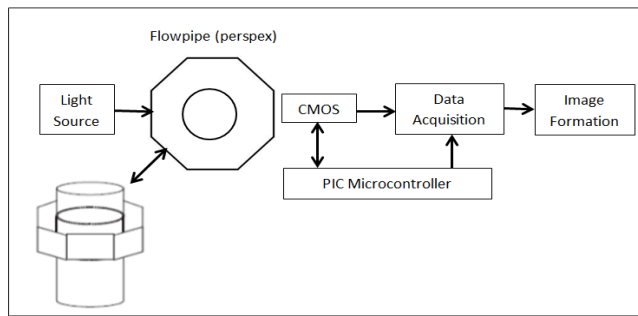 Flowpipe (perspex)
Light
Source
CMOS
Data
Acquisition
Image
Formation
PIC Microcontroller